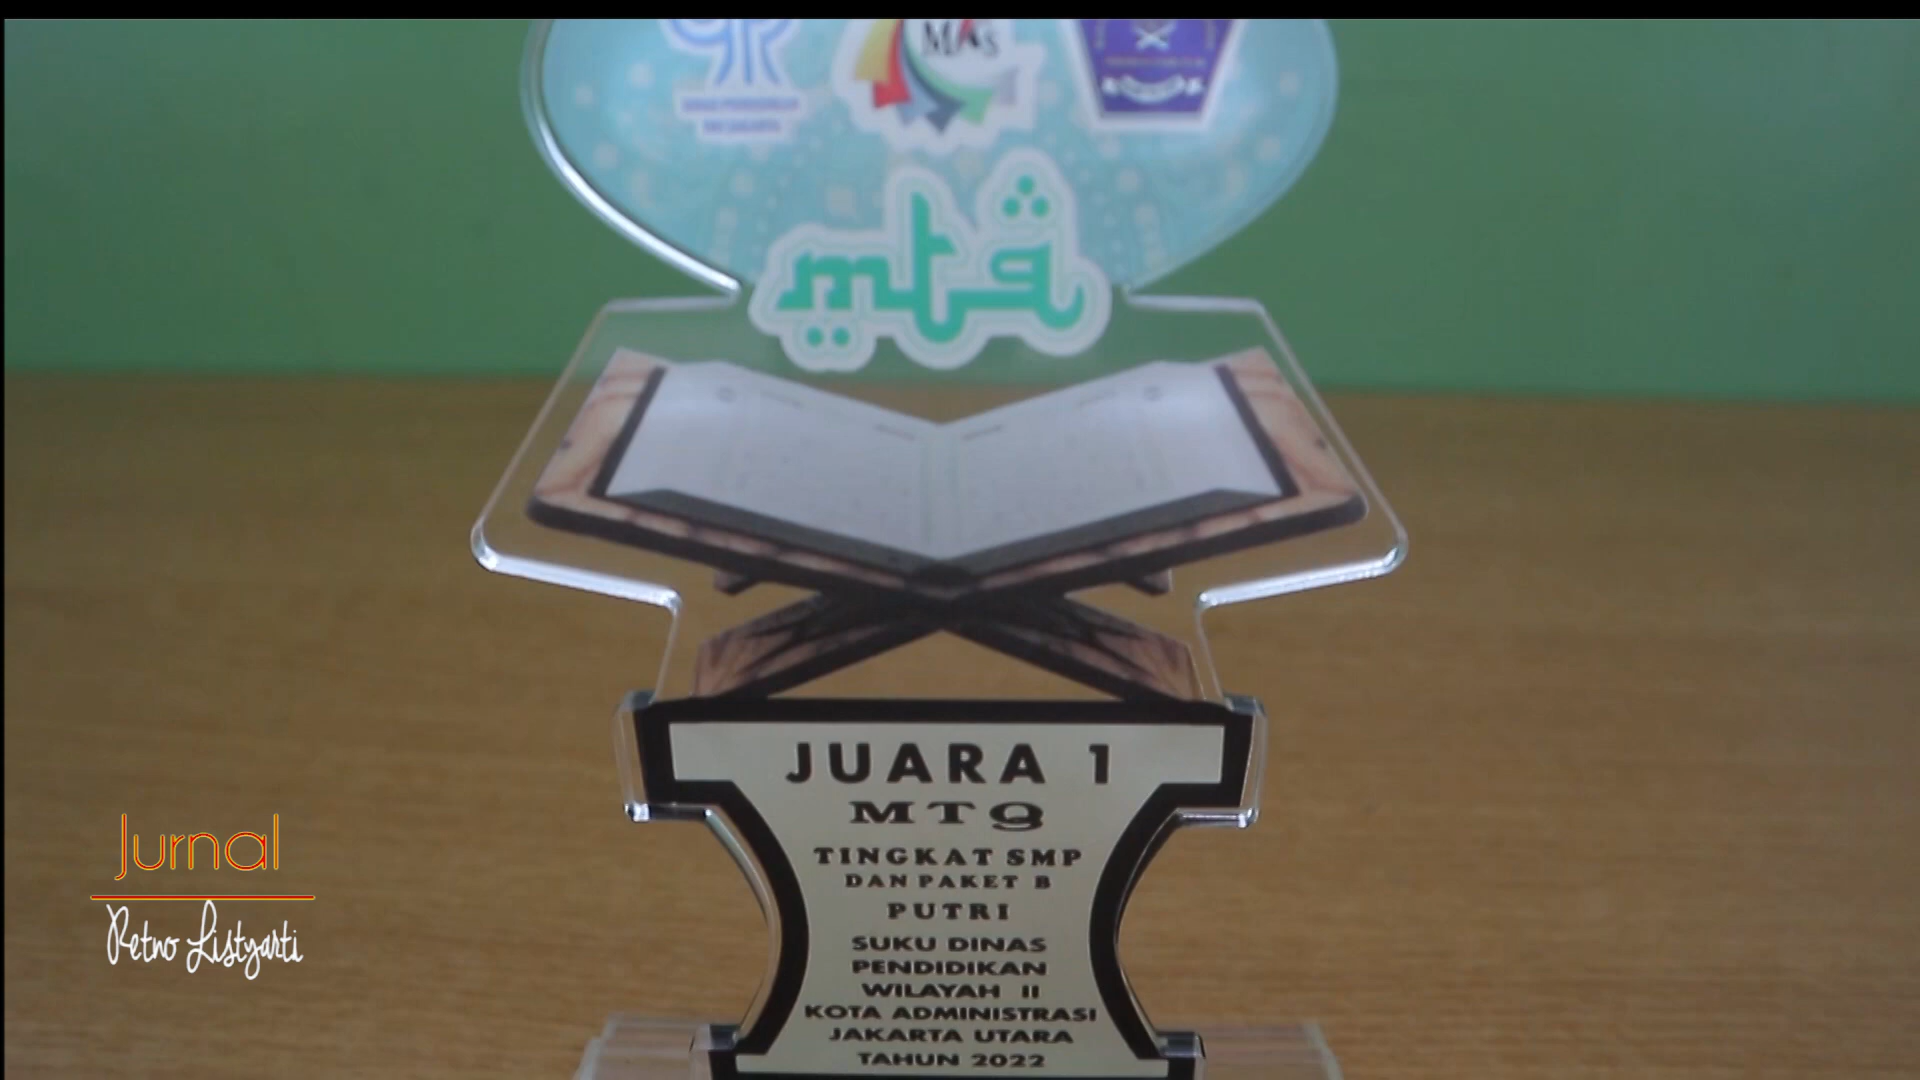 MAS
mtq
JUARA 1
MTQ
TINGKAT SMP
DAN PAKET B
PUTRI
SUKU DINAS
PENDIDIKAN
WILAYAH II
KOTA ADMINISTRASI
JAKARTA UTARA
TAHUN 2022
Jurnal
Retno Listyarti